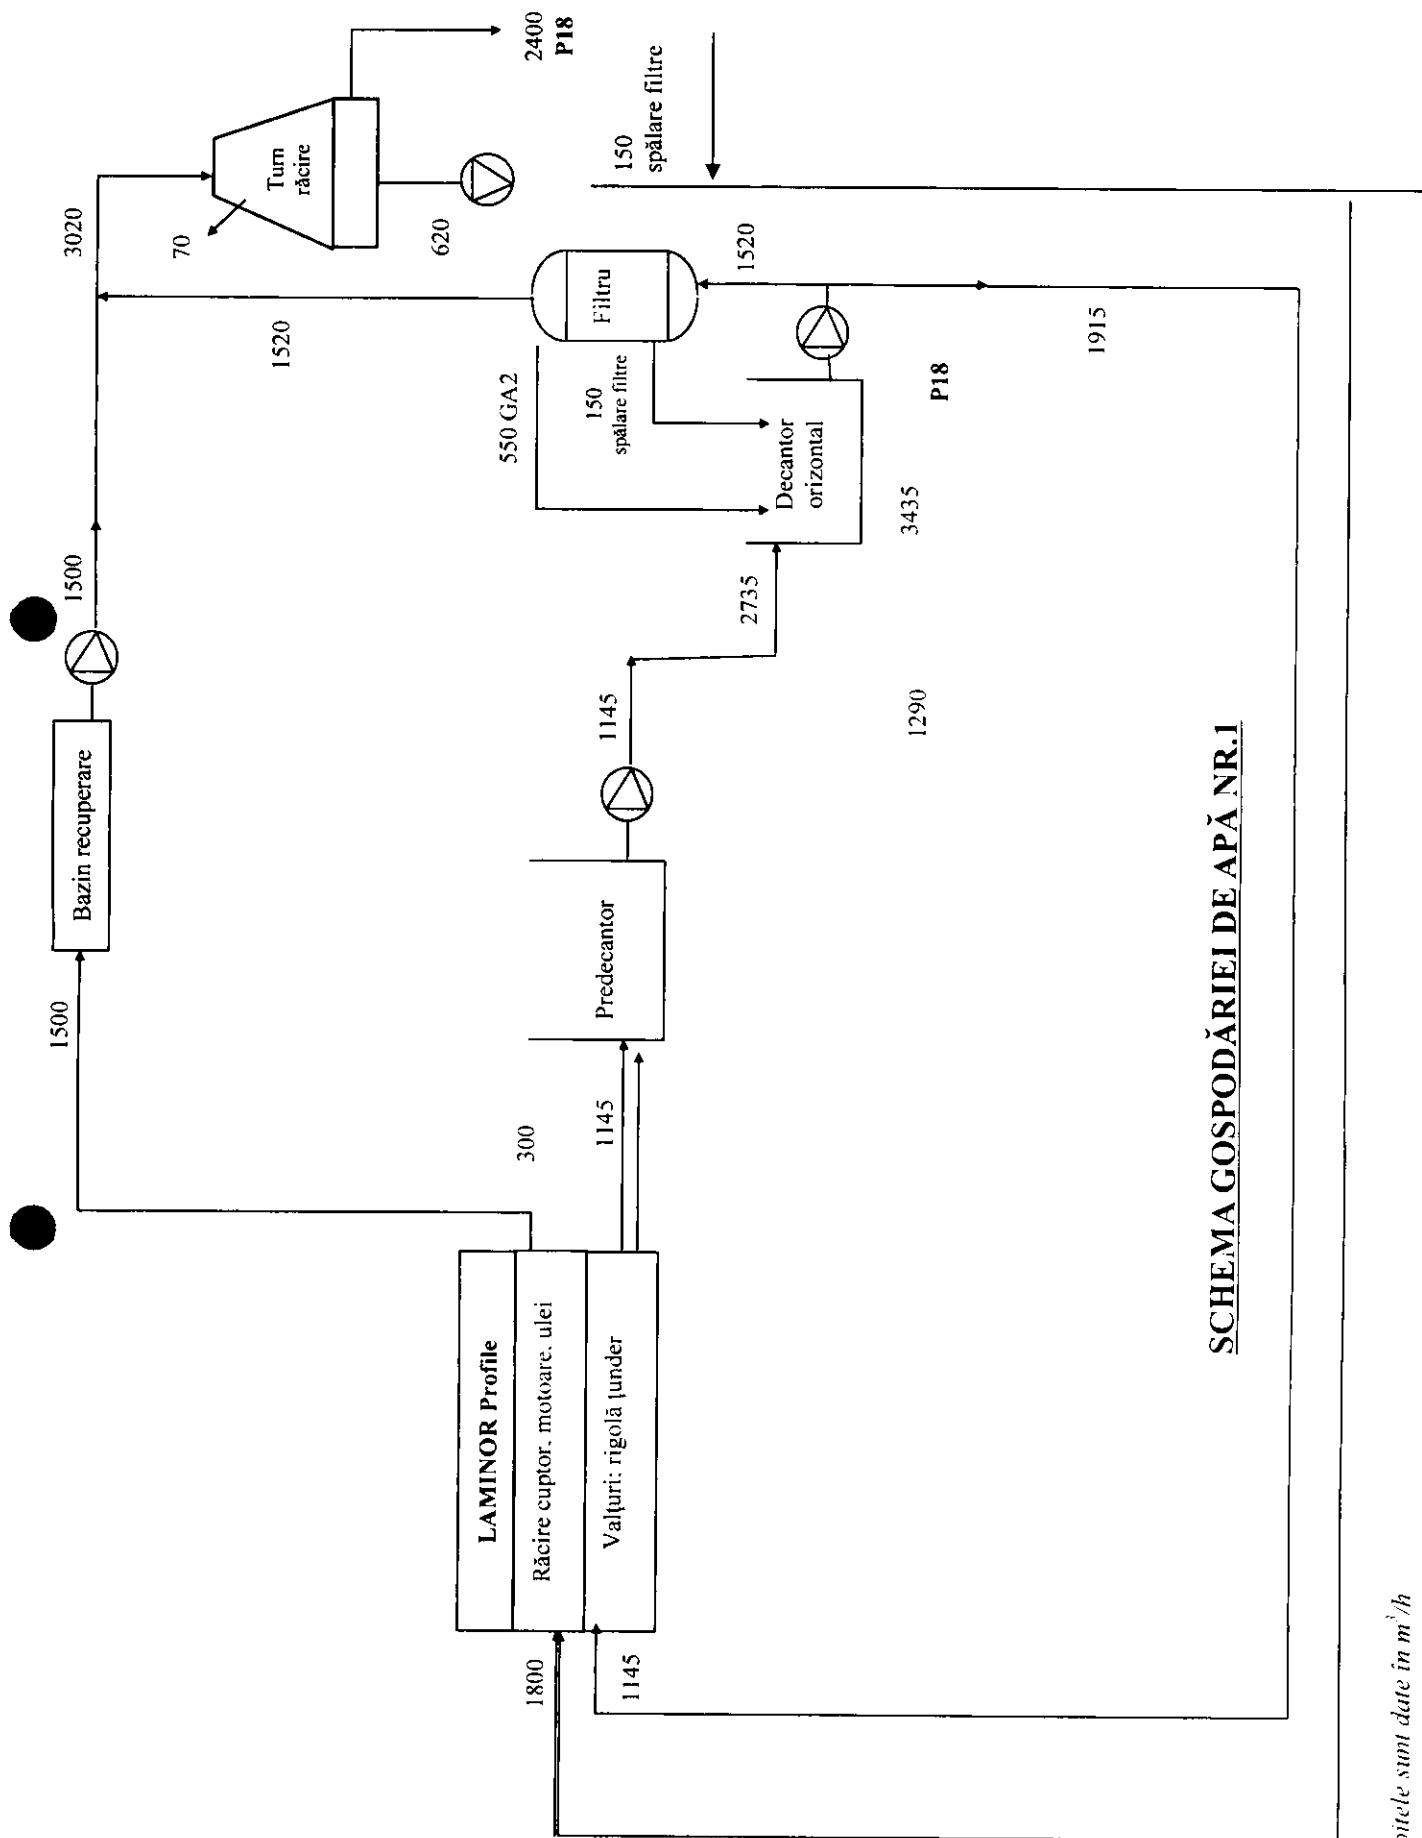 2400
P18
3020
Turn
răcire
70
620
150
spălare filtre
1500
1520
550 GA2
150
spălare filtre
Filtru
1520
1915
P18
Decantor
orizontal
3435
2735
1145
1290
Bazin recuperare
1500
Predecantor
300
1145
LAMINOR Profile
Răcire cuptor, motoare, ulei
Valțuri: rigolă țunder
1800
1145
SCHEMA GOSPODĂRIEI DE APĂ NR.1
sunt date în m³/h